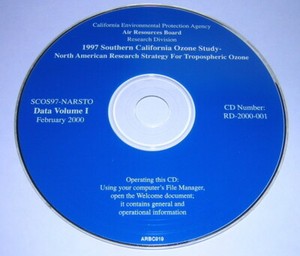 California Environmental Protection Agency
Air Resources Board
Research Division
1997 Southern California Ozone Study-
North American Research Strategy For Tropospheric Ozone
SCOS97-NARSTO
Data Volume I
February 2000
CD Number:
RD-2000-001
Operating this CD:
Using your computer's File Manager,
open the Welcome document;
it contains general and
operational information
ARBC019